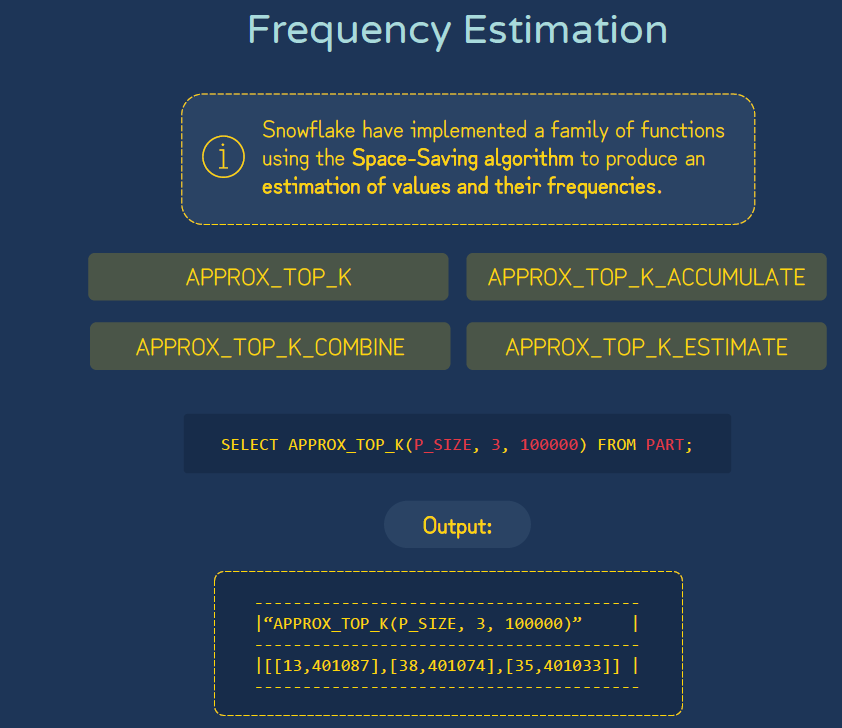 Frequency Estimation
i
Snowflake have implemented a family of functions
using the Space-Saving algorithm to produce an
estimation of values and their frequencies.
APPROX_TOP_K
APPROX_TOP_K_ACCUMULATE
APPROX_TOP_K_COMBINE
APPROX_TOP_K_ESTIMATE
SELECT APPROX_TOP_K(P_SIZE, 3, 100000) FROM PART;
Output:
---------------------------------------
|“APPROX_TOP_K(P_SIZE, 3, 100000)”     |
---------------------------------------
|[[13,401087],[38,401074],[35,401033]] |
---------------------------------------